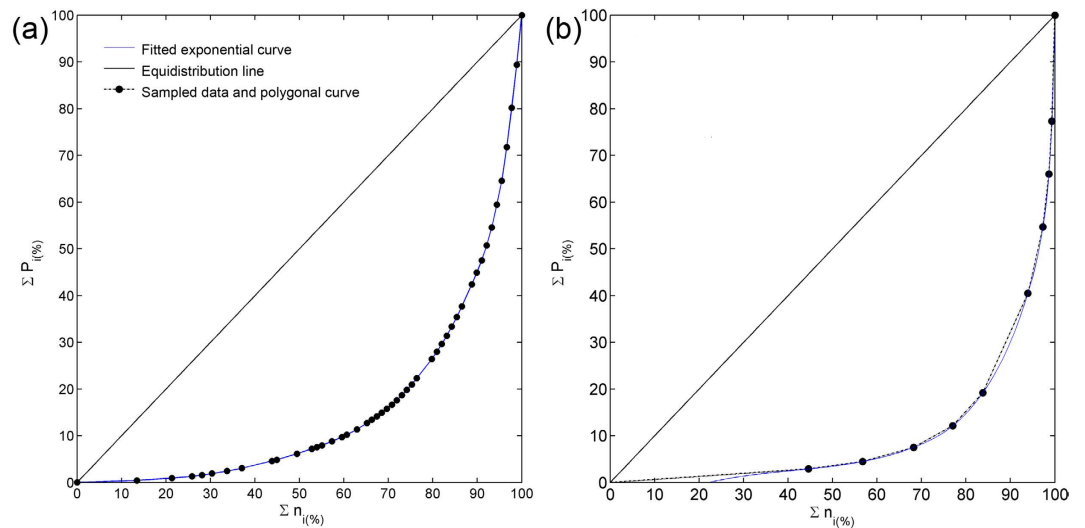 (a)
Fitted exponential curve
Equidistribution line
Sampled data and polygonal curve
100
90
80
70
60
50
40
30
20
10
0
Σ P i(%)
0 10 20 30 40 50 60 70 80 90 100
Σ n i(%)
(b)
100
90
80
70
60
50
40
30
20
10
0
Σ P i(%)
0 10 20 30 40 50 60 70 80 90 100
Σ n i(%)